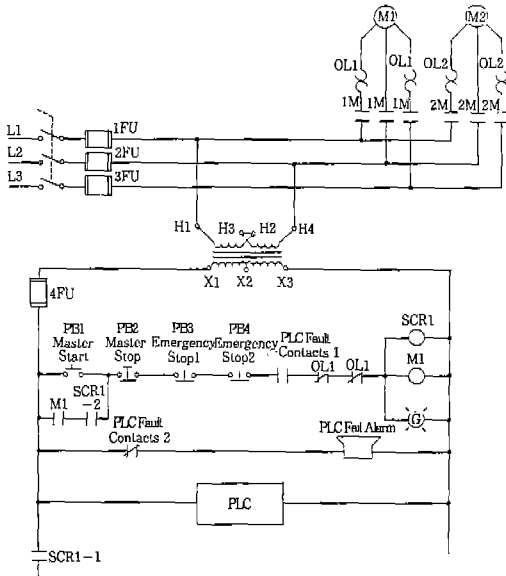 M1 M2
OL1 OL1 OL2 OL2
1M 1M 1M 2M 2M 2M
L1 1FU
L2 2FU
L3 3FU
H1 H3 H2 H4
X1 X2 X3
4FU
SCR1
PB1 PB2 PB3 PB4 PLC Fault
Master Master Emergency Emergency Contacts 1
Start Stop Stop1 Stop2 OL1 OL1 M1
M1 SCR1
-2
G
PLC Fault PLC Fail Alarm
Contacts 2
PLC
SCR1-1